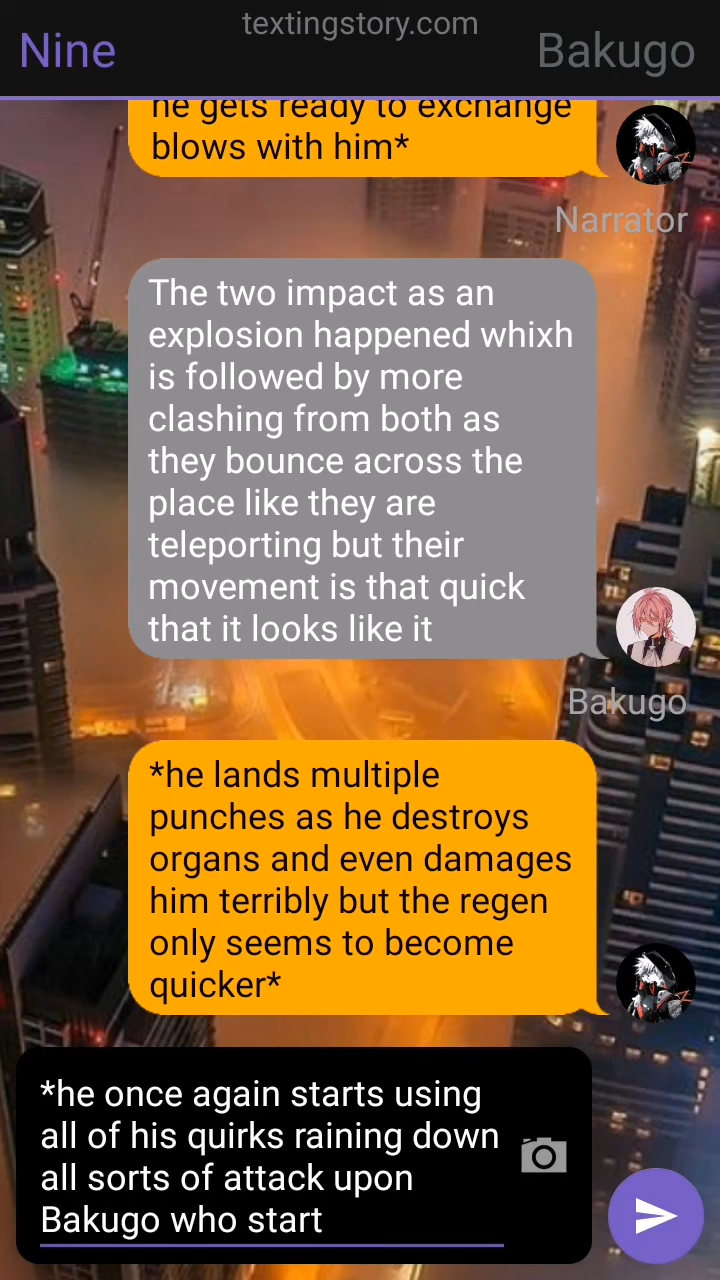 textingstory.com
Nine
Bakugo
he gets ready to exchange
blows with him*
Narrator
The two impact as an
explosion happened whixh
is followed by more
clashing from both as
they bounce across the
place like they are
teleporting but their
movement is that quick
that it looks like it
Bakugo
*he lands multiple
punches as he destroys
organs and even damages
him terribly but the regen
only seems to become
quicker*
*he once again starts using
all of his quirks raining down
all sorts of attack upon
Bakugo who start